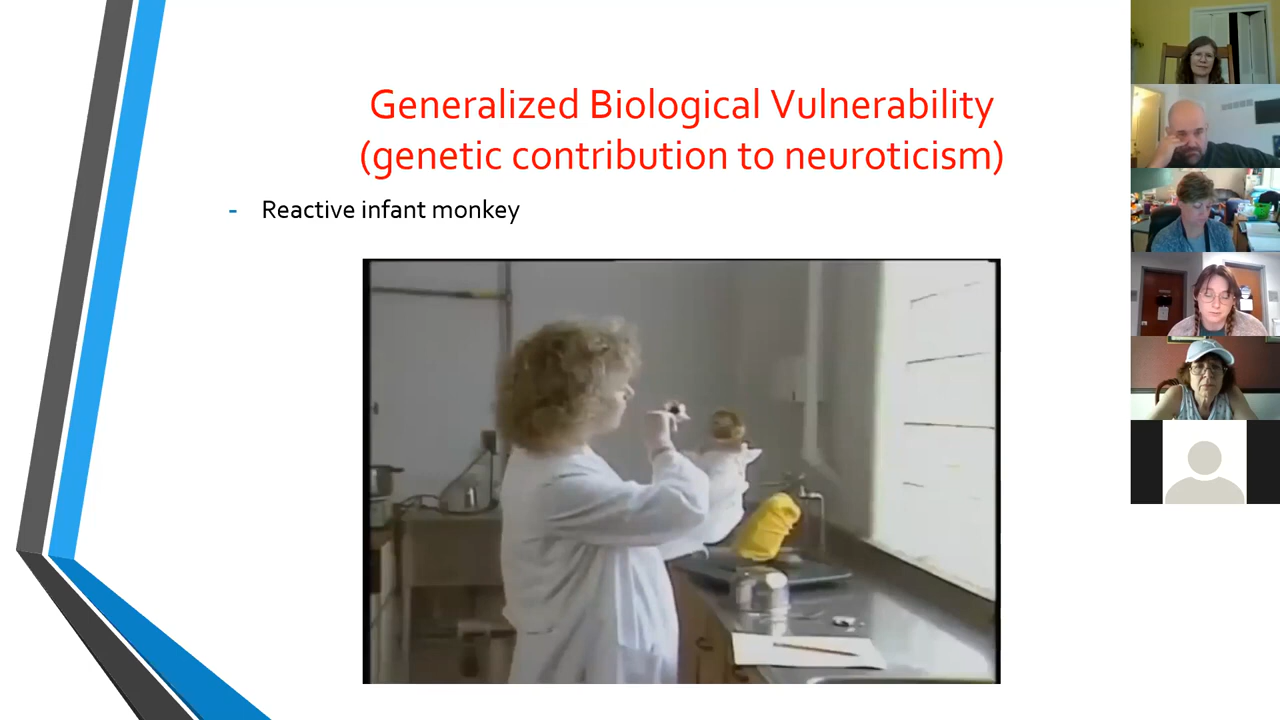 Generalized Biological Vulnerability
(genetic contribution to neuroticism)
- Reactive infant monkey